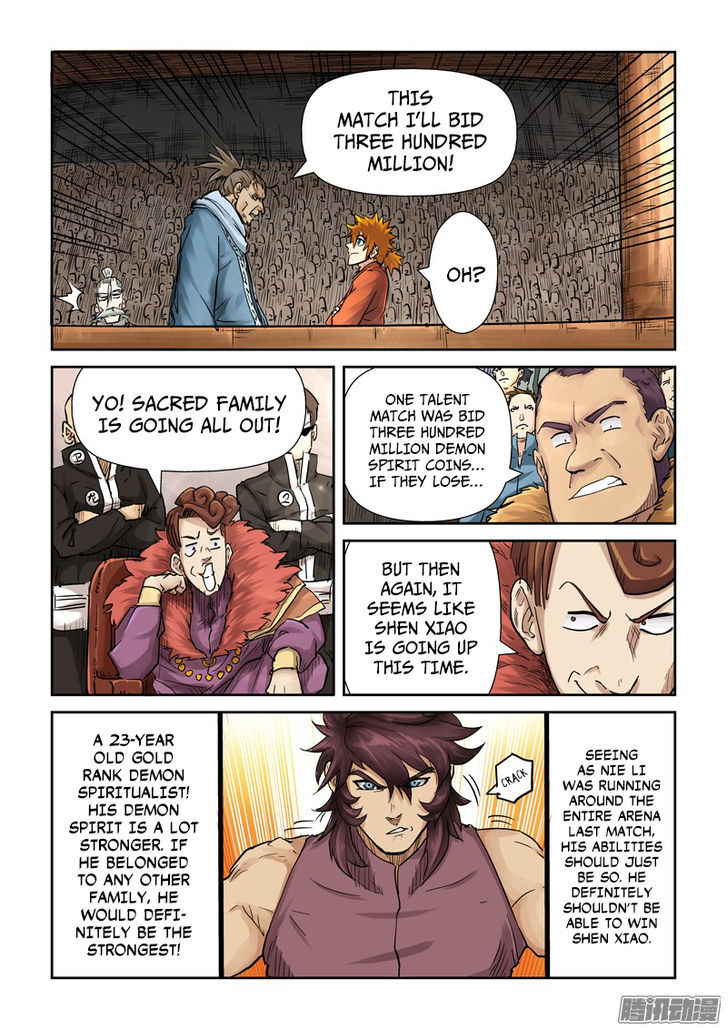 THIS
MATCH I'LL BID
THREE HUNDRED
MILLION!
OH?
YO! SACRED FAMILY
IS GOING ALL OUT!
ONE TALENT
MATCH WAS BID
THREE HUNDRED
MILLION DEMON
SPIRIT COINS...
IF THEY LOSE...
BUT THEN
AGAIN, IT
SEEMS LIKE
SHEN XIAO
IS GOING UP
THIS TIME.
A 23-YEAR
OLD GOLD
RANK DEMON
SPIRITUALIST!
HIS DEMON
SPIRIT IS A LOT
STRONGER. IF
HE BELONGED
TO ANY OTHER
FAMILY, HE
WOULD DEFI-
NITELY BE THE
STRONGEST!
CRACK
SEEING
AS NIE LI
WAS RUNNING
AROUND THE
ENTIRE ARENA
LAST MATCH,
HIS ABILITIES
SHOULD JUST
BE SO. HE
DEFINITELY
SHOULDN'T BE
ABLE TO WIN
SHEN XIAO.
腾讯动漫